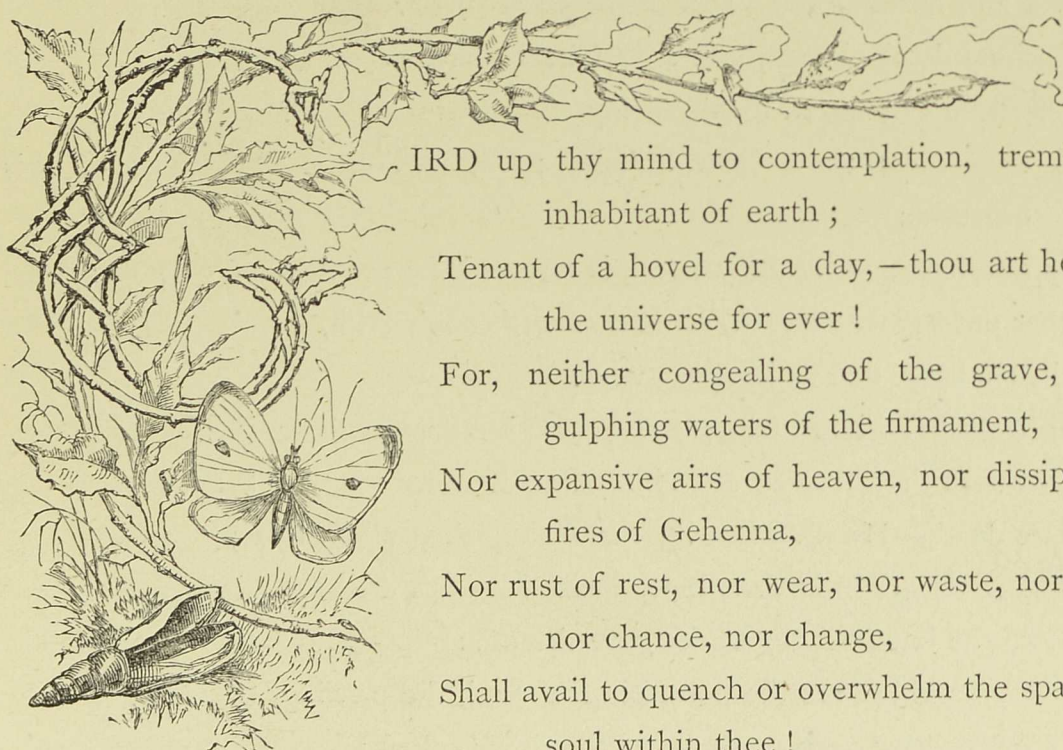 GIRD up thy mind to contemplation, trem
inhabitant of earth ;
Tenant of a hovel for a day,—thou art h
the universe for ever !
For, neither congealing of the grave,
gulphing waters of the firmament,
Nor expansive airs of heaven, nor dissip
fires of Gehenna,
Nor rust of rest, nor wear, nor waste, nor
nor chance, nor change,
Shall avail to quench or overwhelm the spa
soul within thee !